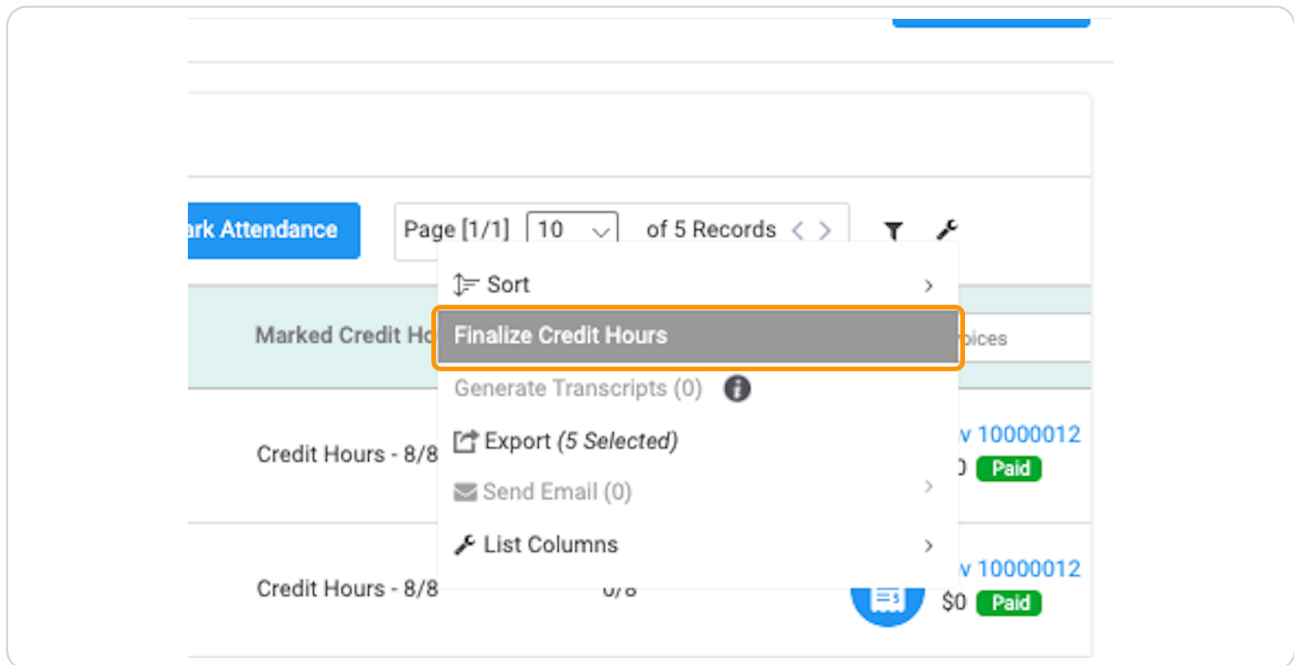 ark Attendance
Page [1/1] 10 of 5 Records
Sort
Marked Credit Ho
Finalize Credit Hours
oices
Generate Transcripts (0)
v 10000012
Credit Hours - 8/8
Export (5 Selected)
Paid
Send Email (0)
List Columns
v 10000012
Credit Hours - 8/8
0/8
$0 Paid